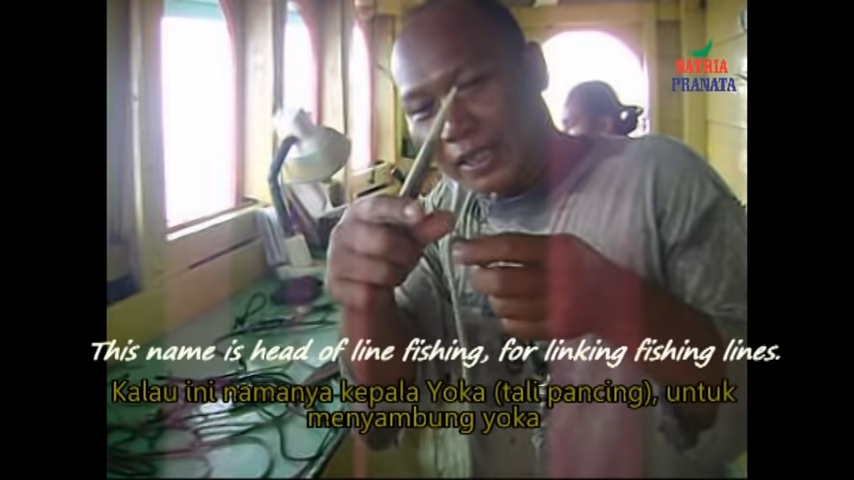 SATRIA
PRANATA
This name is head of line fishing, for linking fishing lines.
Kalau ini namanya kepala Yoka (tali pancing), untuk
menyambung yoka